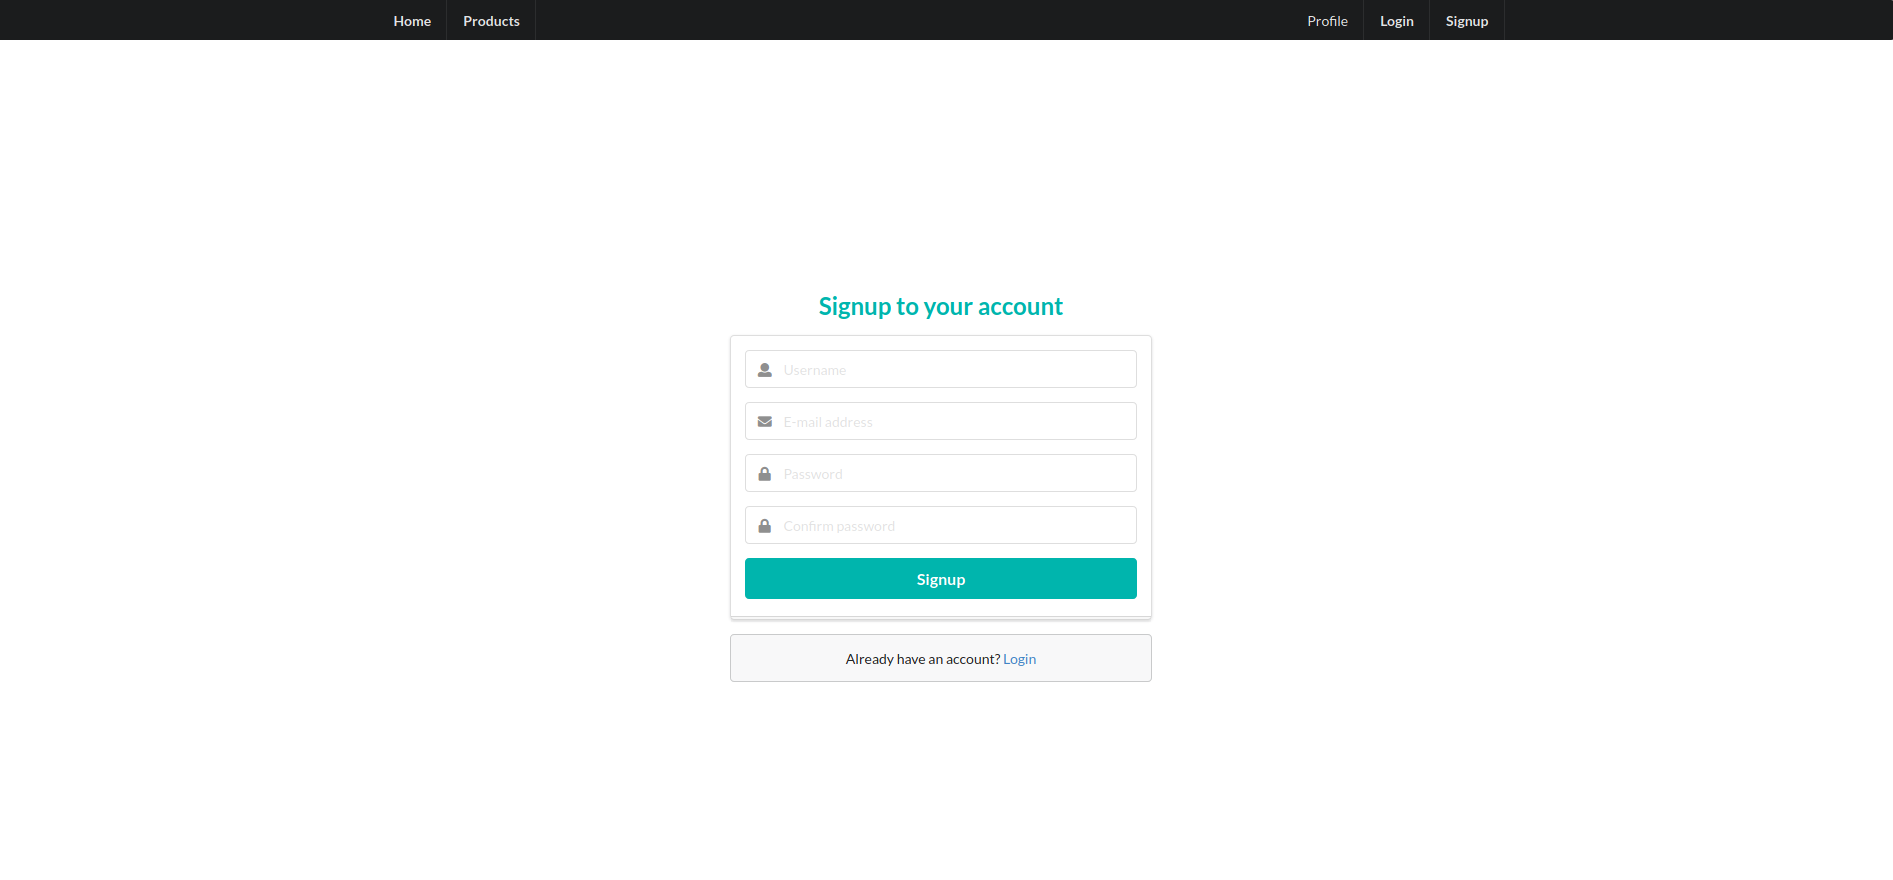 Home Products Profile Login Signup
Signup to your account
Username
E-mail address
Password
Confirm password
Signup
Already have an account? Login